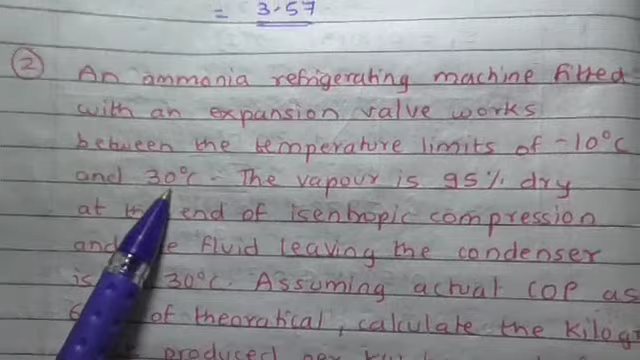 = 3.57
② An ammonia refrigerating machine fitted
with an expansion valve works
between the temperature limits of -10°C
and 30°C. The vapour is 95% dry
at end of isentropic compression
and fluid leaving the condenser
is 30°C. Assuming actual COP as
of theoratical, calculate the
produced per